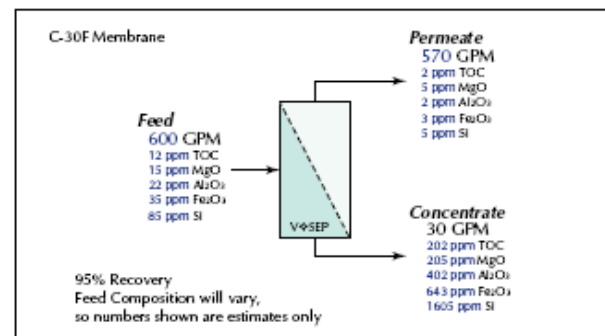 C-30F Membrane
Permeate
570 GPM
2 ppm TOC
5 ppm MgO
2 ppm Al₂O₃
3 ppm Fe₂O₃
5 ppm Si
Feed
600 GPM
12 ppm TOC
15 ppm MgO
22 ppm Al₂O₃
35 ppm Fe₂O₃
85 ppm Si
V◆SEP
Concentrate
30 GPM
202 ppm TOC
205 ppm MgO
402 ppm Al₂O₃
643 ppm Fe₂O₃
1605 ppm Si
95% Recovery
Feed Composition will vary,
so numbers shown are estimates only